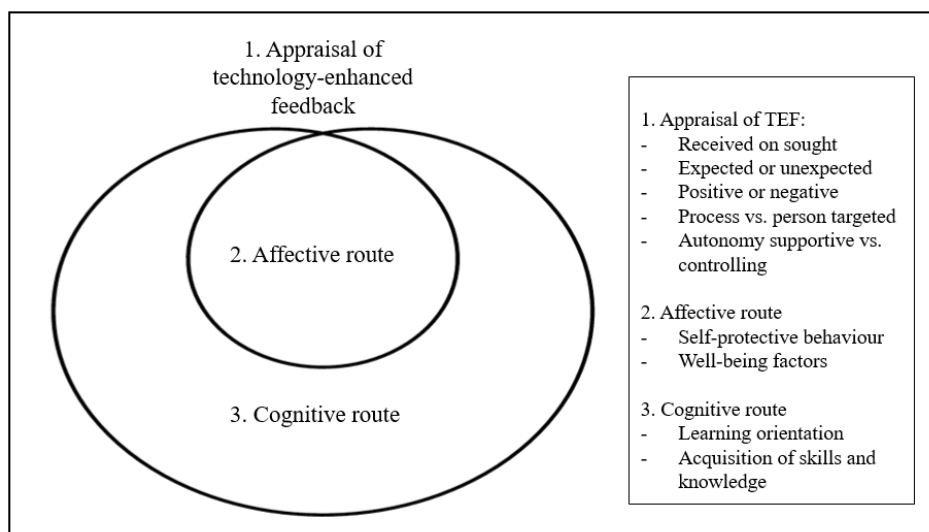 1. Appraisal of
technology-enhanced
feedback
2. Affective route
3. Cognitive route
1. Appraisal of TEF:
- Received on sought
- Expected or unexpected
- Positive or negative
- Process vs. person targeted
- Autonomy supportive vs.
controlling
2. Affective route
- Self-protective behaviour
- Well-being factors
3. Cognitive route
- Learning orientation
- Acquisition of skills and
knowledge